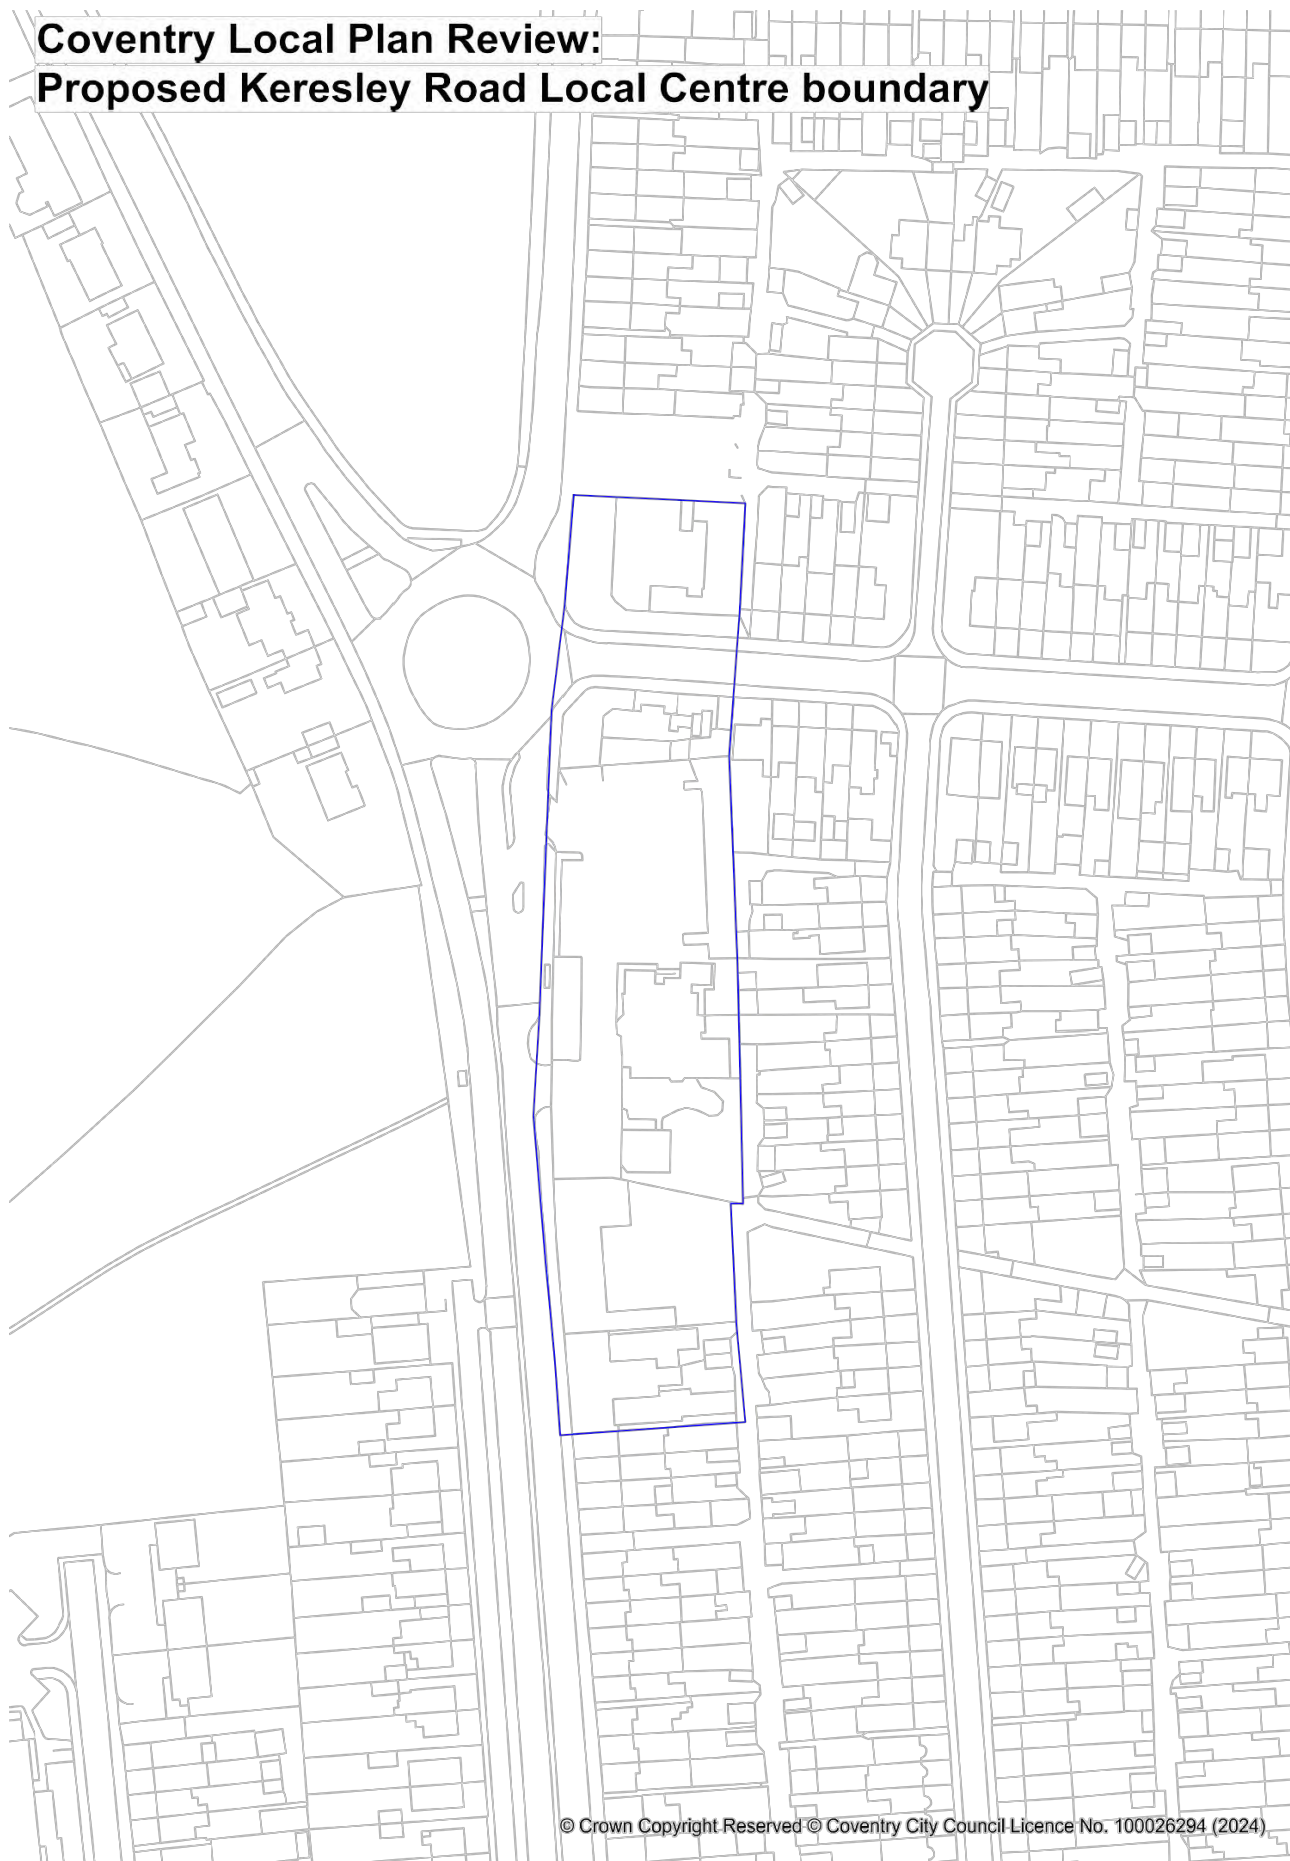 Coventry Local Plan Review:
Proposed Keresley Road Local Centre boundary
© Crown Copyright Reserved © Coventry City Council Licence No. 100026294 (2024)